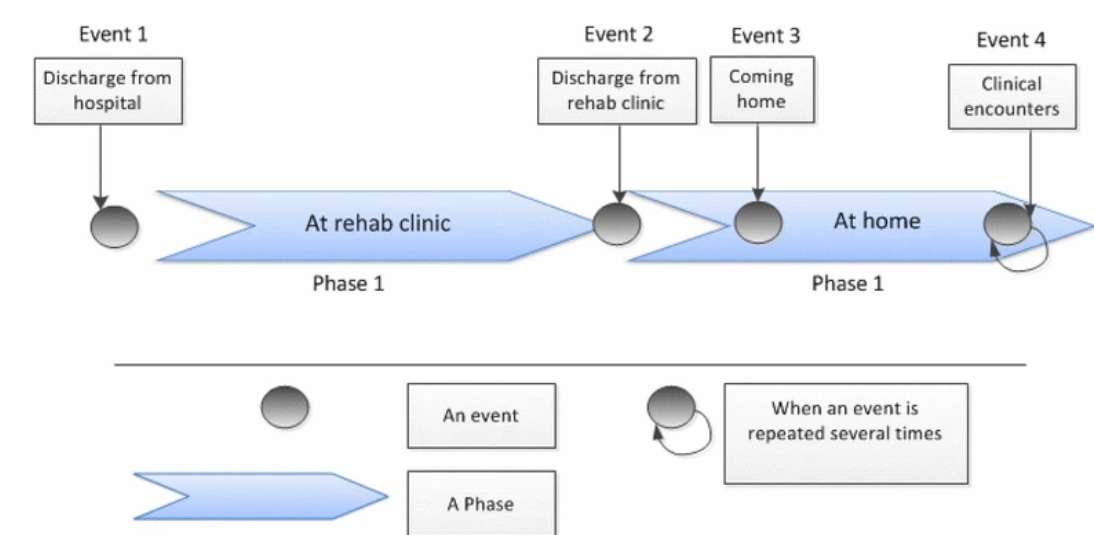 Event 1
Discharge from
hospital
Event 2
Discharge from
rehab clinic
Event 3
Coming
home
Event 4
Clinical
encounters
At rehab clinic
Phase 1
At home
Phase 1
An event
When an event is
repeated several times
A Phase